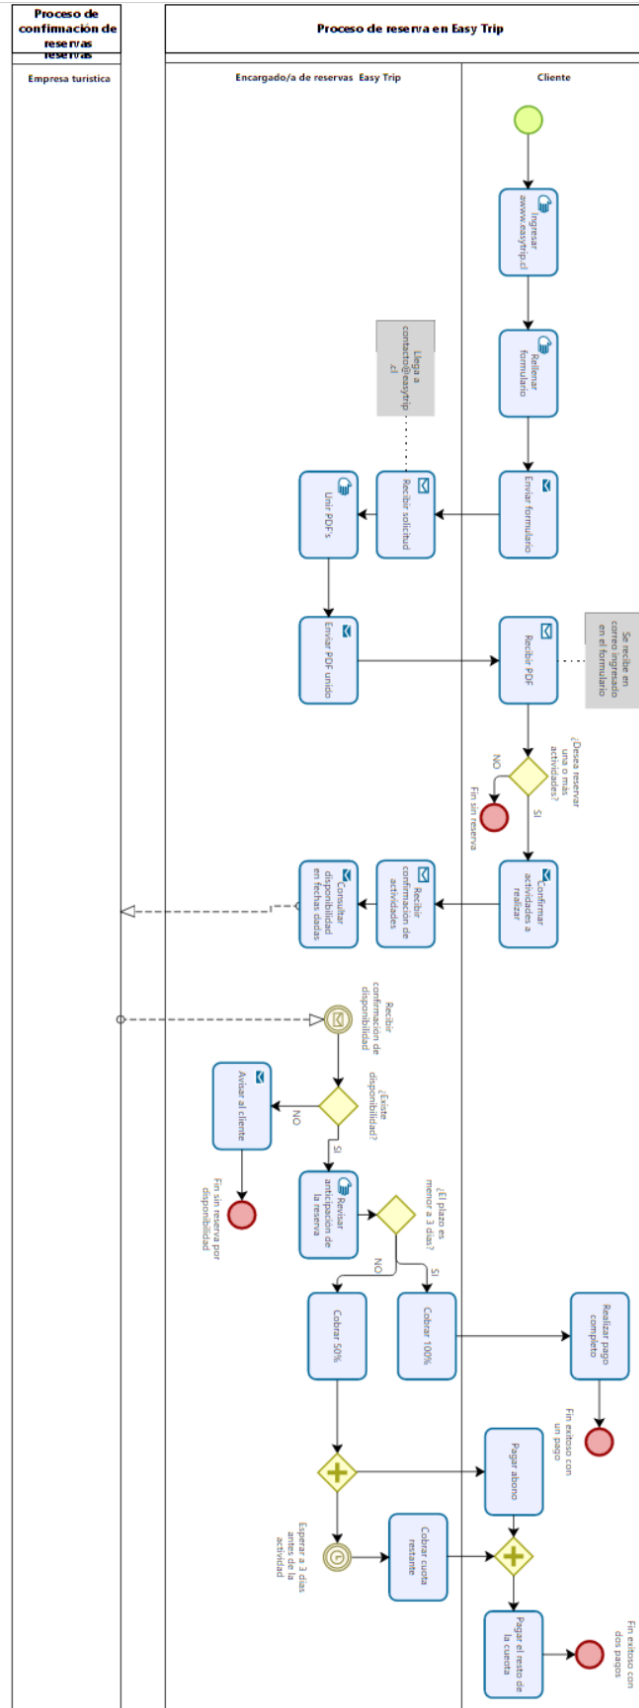 Proceso de
confirmación de
reservas
reservas
Proceso de reserva en Easy Trip
Empresa turística
Encargado/a de reservas Easy Trip
Cliente
Ingresar
awww.easytrip.cl
Rellenar
formulario
Llega a
contacto@easytrip
.cl
Enviar formulario
Recibir solicitud
Unir PDF's
Enviar PDF unido
Recibir PDF
Se recibe en
correo ingresado
en el formulario
¿Desea reservar
una o más
actividades?
NO
SI
Fin sin reserva
Confirmar
actividades a
realizar
Recibir
confirmación de
actividades
Consultar
disponibilidad
en fechas dadas
Recibir
confirmación de
disponibilidad
¿Existe
disponibilidad?
NO
SI
Avisar al cliente
Fin sin reserva por
disponibilidad
Revisar
anticipación de
la reserva
¿El plazo es
menor a 3 días?
SI
NO
Cobrar 100%
Cobrar 50%
Realizar pago
completo
Fin exitoso con
un pago
Pagar abono
Esperar a 3 días
antes de la
actividad
Cobrar cuota
restante
Pagar el resto de
la cueota
Fin exitoso con
dos pagos